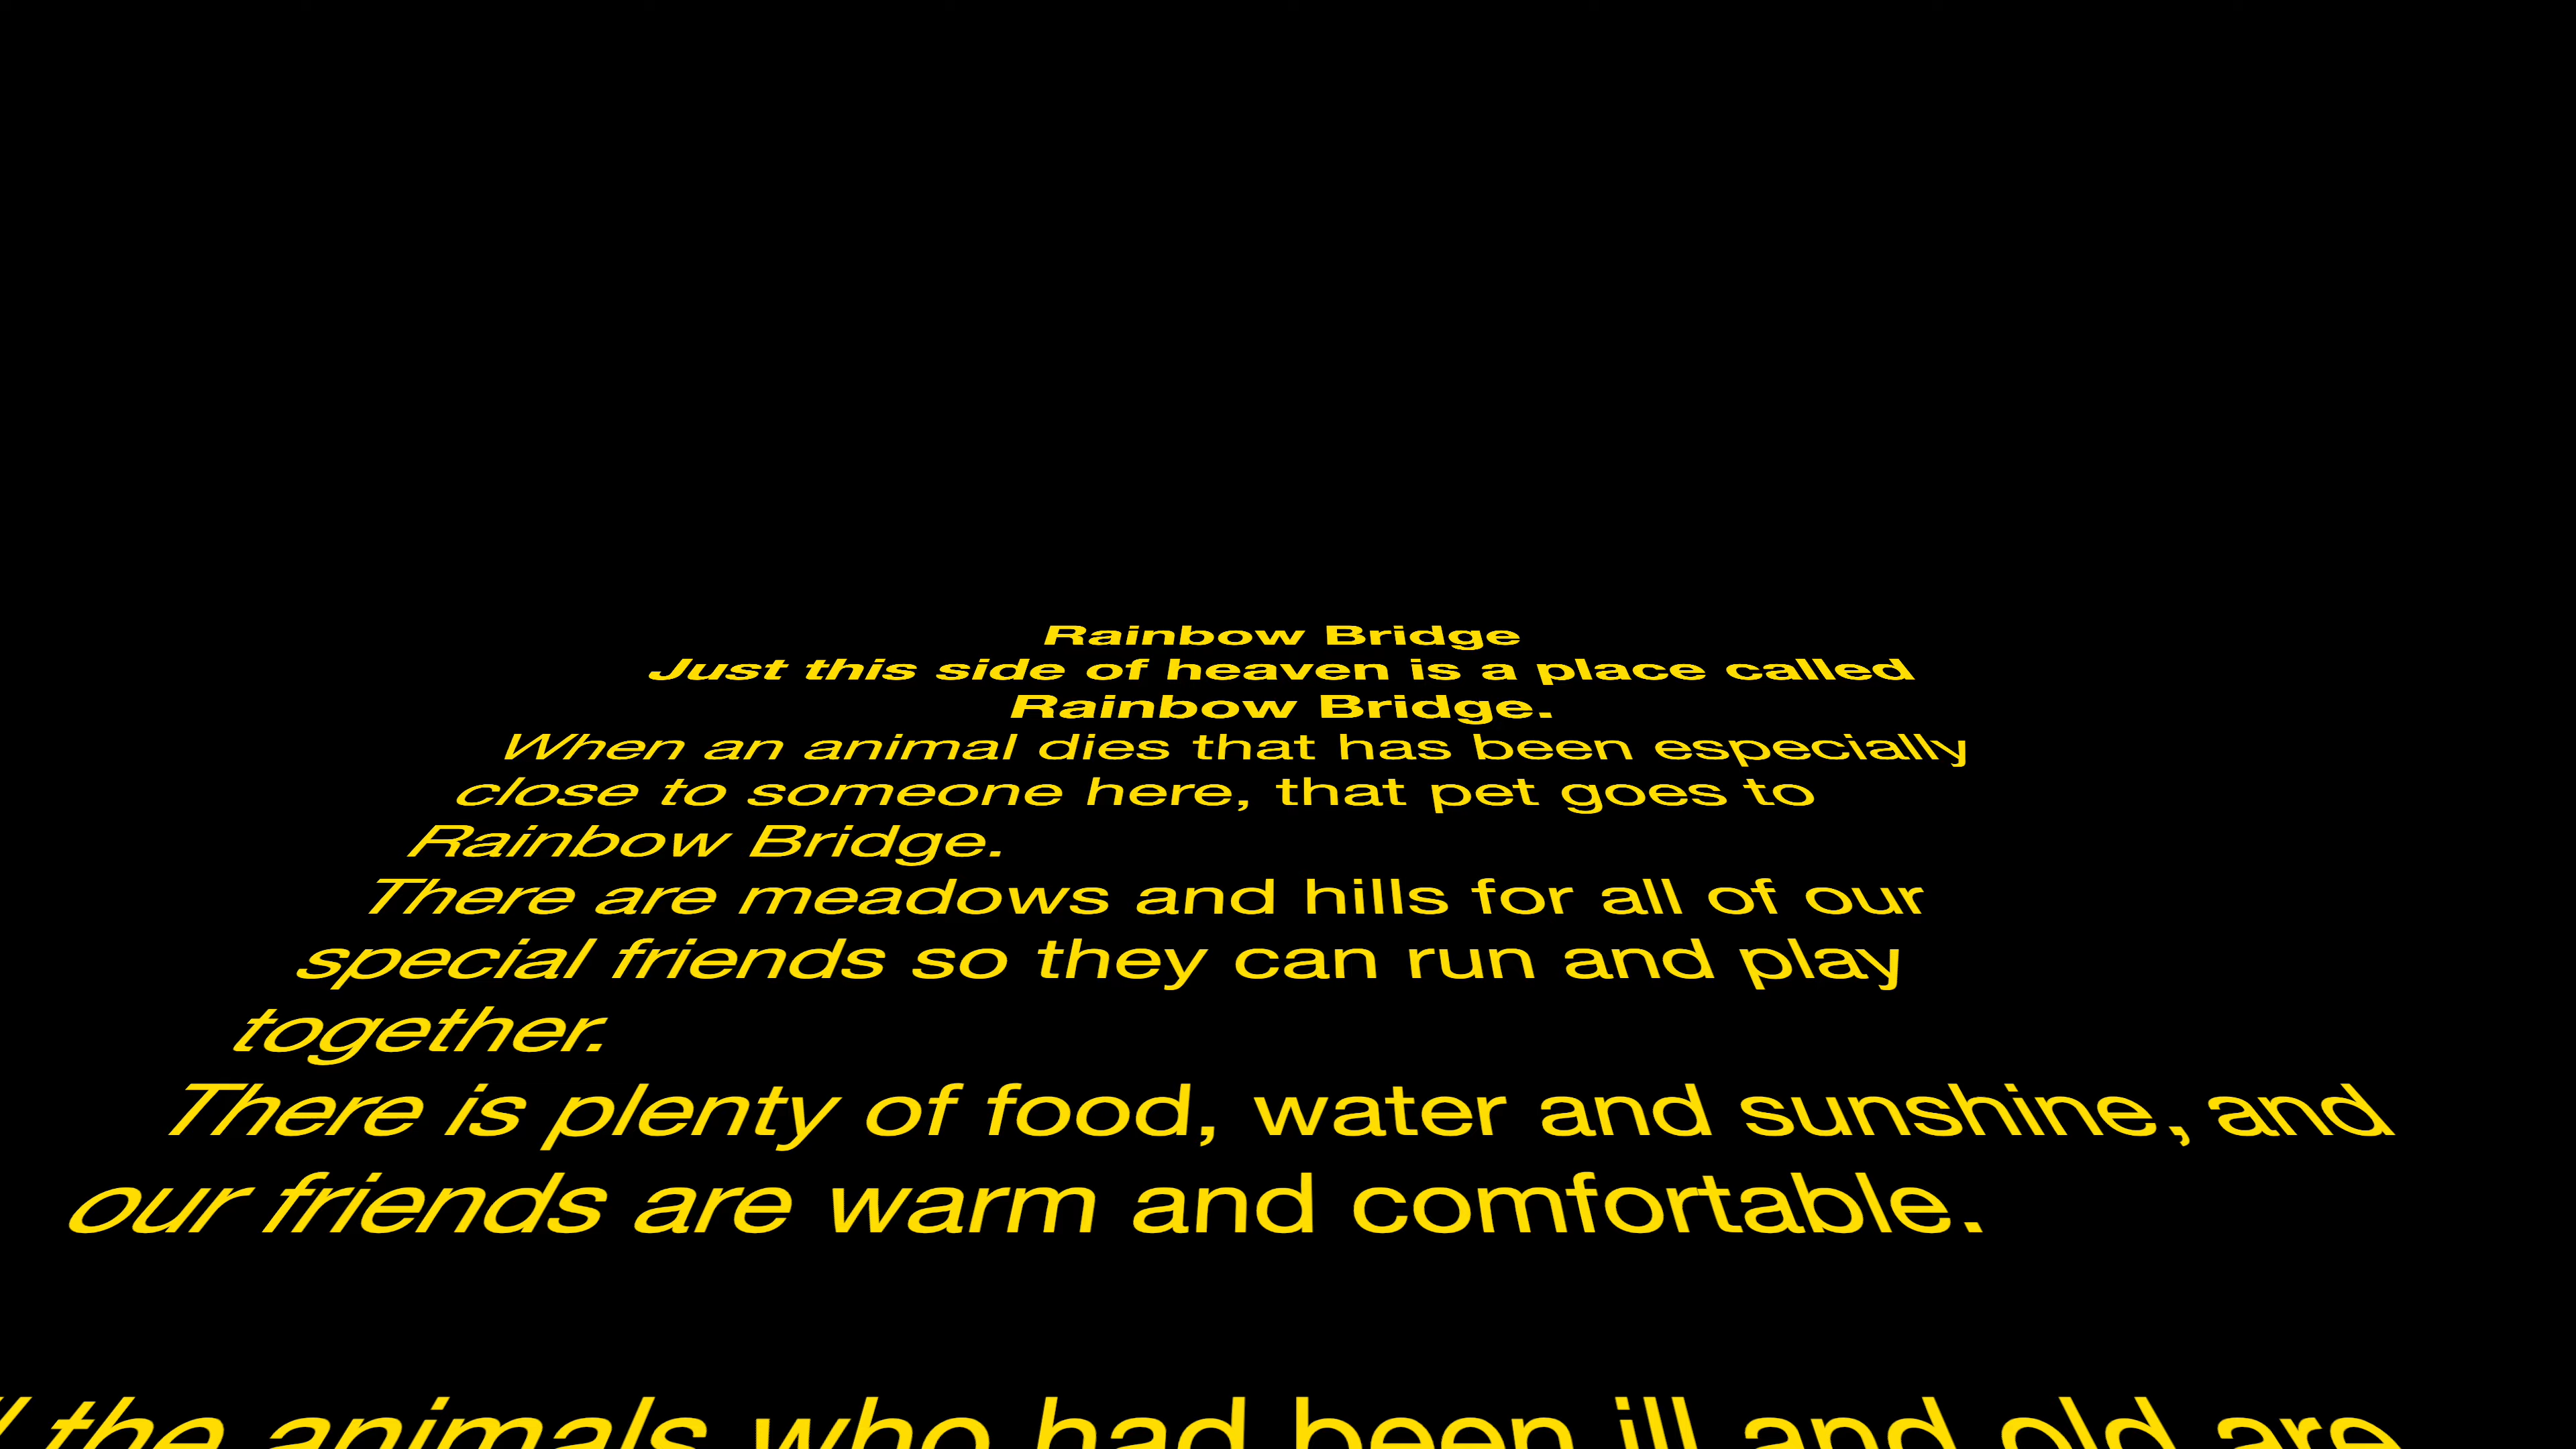 Rainbow Bridge
Just this side of heaven is a place called
Rainbow Bridge.
When an animal dies that has been especially
close to someone here, that pet goes to
Rainbow Bridge.
There are meadows and hills for all of our
special friends so they can run and play
together.
There is plenty of food, water and sunshine, and
our friends are warm and comfortable.
the animals who had been ill and old are